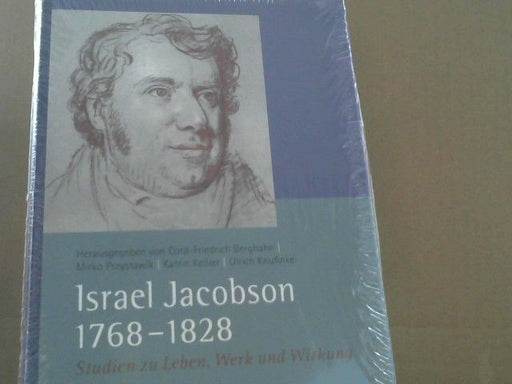 Herausgegeben von Cord-Friedrich Berghahn |
Mirko Przystawik | Katrin Keßler | Ulrich Knufinke
Israel Jacobson
1768–1828
Studien zu Leben, Werk und Wirkung